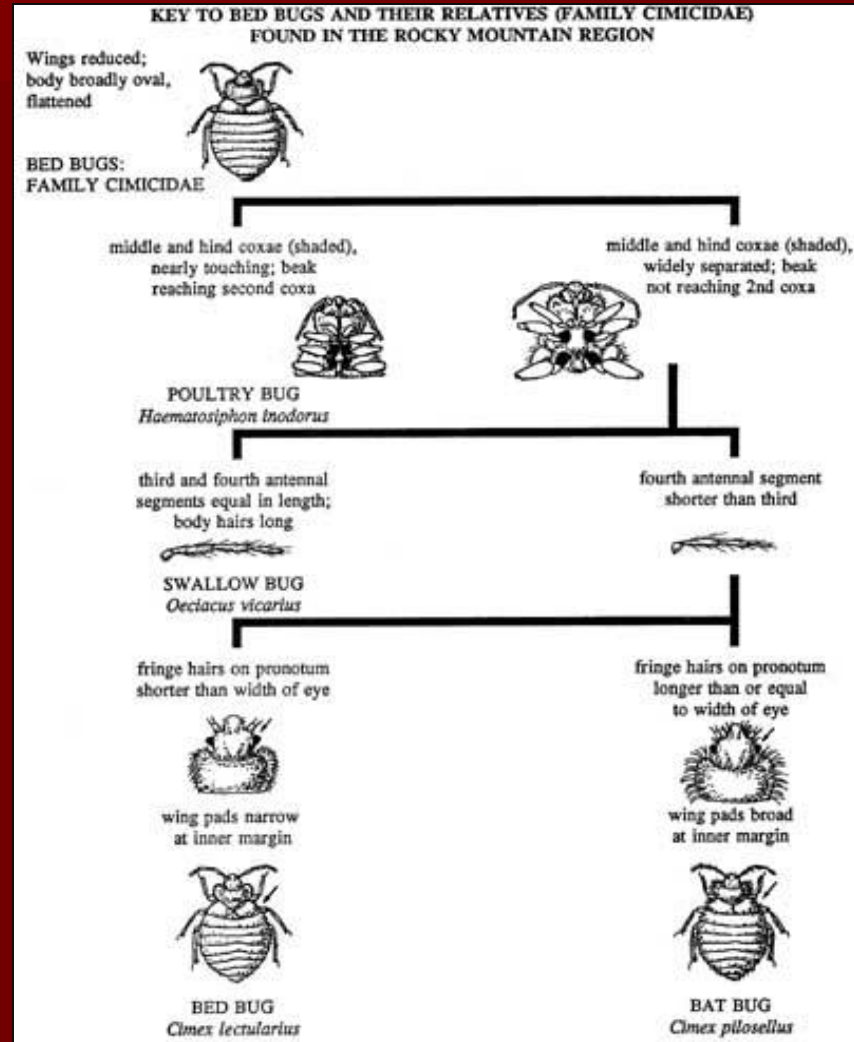 KEY TO BED BUGS AND THEIR RELATIVES (FAMILY CIMICIDAE)
FOUND IN THE ROCKY MOUNTAIN REGION
Wings reduced;
body broadly oval,
flattened
BED BUGS:
FAMILY CIMICIDAE
middle and hind coxae (shaded),
nearly touching; beak
reaching second coxa
middle and hind coxae (shaded),
widely separated; beak
not reaching 2nd coxa
POULTRY BUG
Haematosiphon inodorus
third and fourth antennal
segments equal in length;
body hairs long
fourth antennal segment
shorter than third
SWALLOW BUG
Oeciacus vicarius
fringe hairs on pronotum
shorter than width of eye
fringe hairs on pronotum
longer than or equal
to width of eye
wing pads narrow
at inner margin
wing pads broad
at inner margin
BED BUG
Cimex lectularius
BAT BUG
Cimex pilosellus